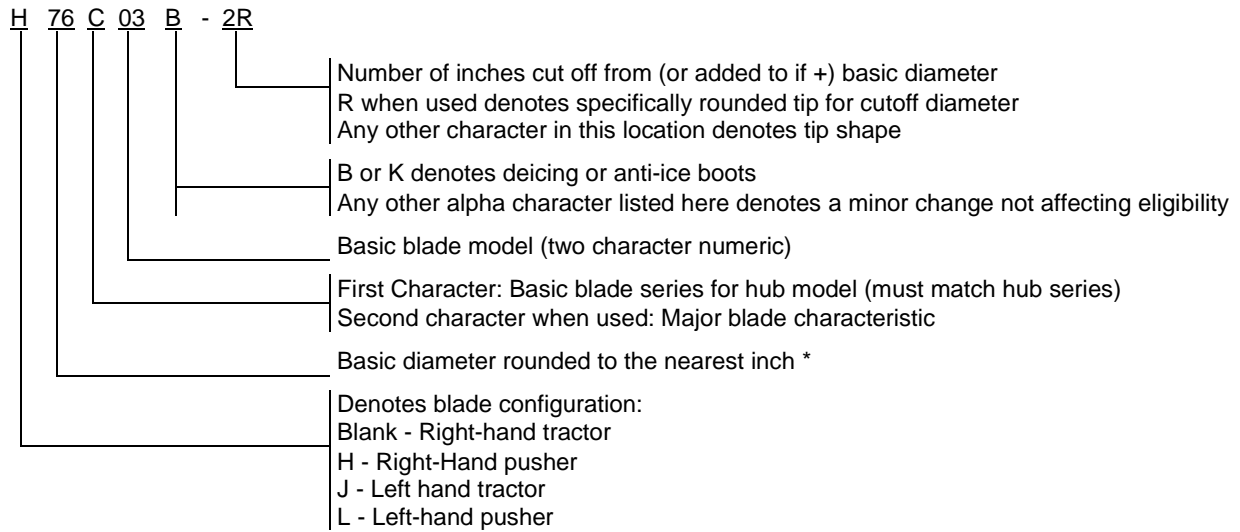 H 76 C 03 B - 2R
Number of inches cut off from (or added to if +) basic diameter
R when used denotes specifically rounded tip for cutoff diameter
Any other character in this location denotes tip shape
B or K denotes deicing or anti-ice boots
Any other alpha character listed here denotes a minor change not affecting eligibility
Basic blade model (two character numeric)
First Character: Basic blade series for hub model (must match hub series)
Second character when used: Major blade characteristic
Basic diameter rounded to the nearest inch *
Denotes blade configuration:
Blank - Right-hand tractor
H - Right-Hand pusher
J - Left hand tractor
L - Left-hand pusher